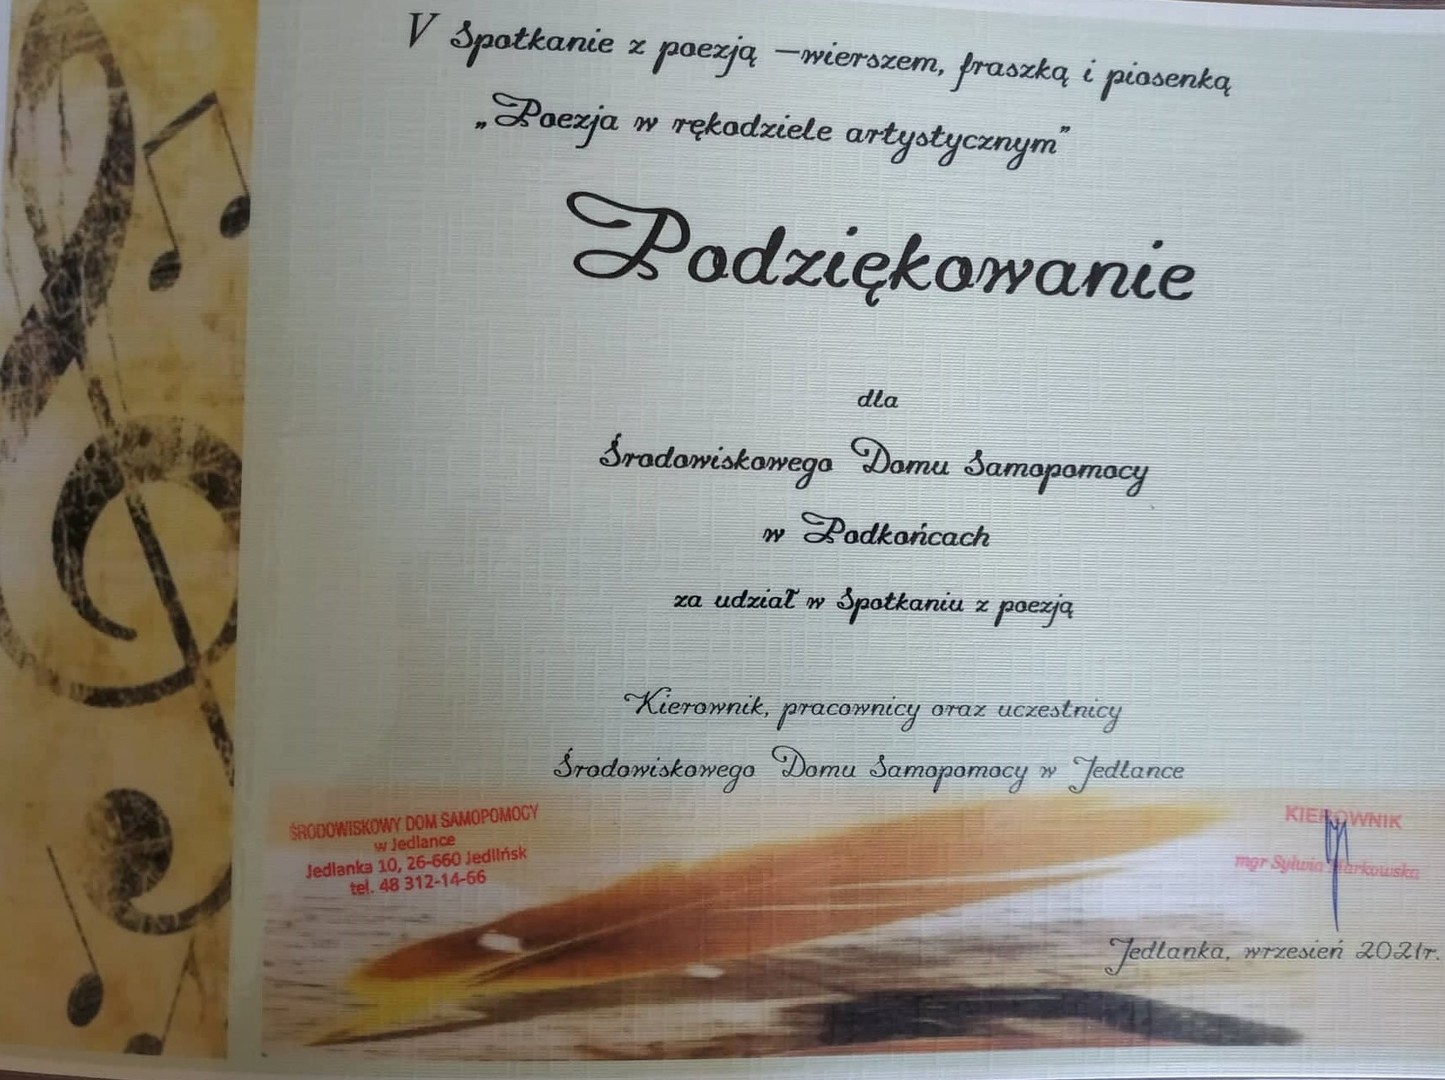 V Spotkanie z poezją –wierszem, fraszką i piosenką
„Poezja w rękodziele artystycznym”
Podziękowanie
dla
Środowiskowego Domu Samopomocy
w Podkońcach
za udział w Spotkaniu z poezją
Kierownik, pracownicy oraz uczestnicy
Środowiskowego Domu Samopomocy w Jedlance
ŚRODOWISKOWY DOM SAMOPOMOCY
w Jedlance
Jedlanka 10, 26-660 Jedlińsk
tel. 48 312-14-66
KIEROWNIK
mgr Sylwia Markowska
Jedlanka, wrzesień 2021r.